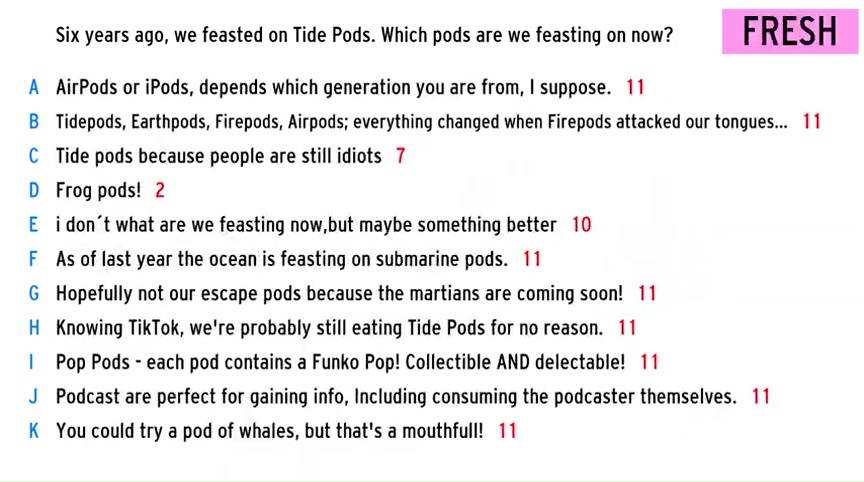 Six years ago, we feasted on Tide Pods. Which pods are we feasting on now?
FRESH
A AirPods or iPods, depends which generation you are from, I suppose. 11
B Tidepods, Earthpods, Firepods, Airpods; everything changed when Firepods attacked our tongues... 11
C Tide pods because people are still idiots 7
D Frog pods! 2
E i don´t what are we feasting now,but maybe something better 10
F As of last year the ocean is feasting on submarine pods. 11
G Hopefully not our escape pods because the martians are coming soon! 11
H Knowing TikTok, we're probably still eating Tide Pods for no reason. 11
I Pop Pods - each pod contains a Funko Pop! Collectible AND delectable! 11
J Podcast are perfect for gaining info, Including consuming the podcaster themselves. 11
K You could try a pod of whales, but that's a mouthfull! 11